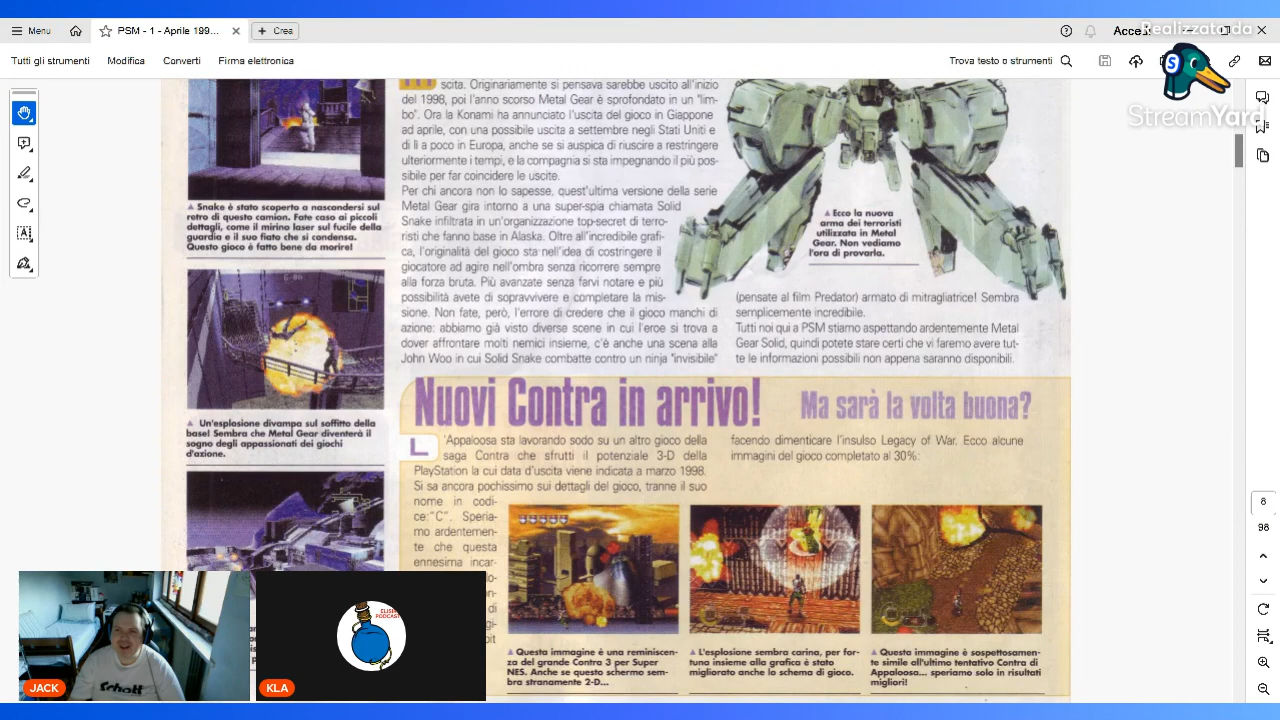 Menu
PSM - 1 - Aprile 199...
Crea
Realizzato da
Tutti gli strumenti
Modifica
Converti
Firma elettronica
Trova testo o strumenti
StreamYard
scita. Originariamente si pensava sarebbe uscito all'inizio
del 1998, poi l'anno scorso Metal Gear è sprofondato in un "lim-
bo". Ora la Konami ha annunciato l'uscita del gioco in Giappone
ad aprile, con una possibile uscita a settembre negli Stati Uniti e
di lì a poco in Europa, anche se si auspica di riuscire a restringere
ulteriormente i tempi, e la compagnia si sta impegnando il più pos-
sibile per far coincidere le uscite.
Per chi ancora non lo sapesse, quest'ultima versione della serie
Metal Gear gira intorno a una super-spia chiamata Solid
Snake infiltrata in un'organizzazione top-secret di terro-
risti che fanno base in Alaska. Oltre all'incredibile grafi-
ca, l'originalità del gioco sta nell'idea di costringere il
giocatore ad agire nell'ombra senza ricorrere sempre
alla forza bruta. Più avanzate senza farvi notare e più
possibilità avete di sopravvivere e completare la mis-
sione. Non fate, però, l'errore di credere che il gioco manchi di
azione: abbiamo già visto diverse scene in cui l'eroe si trova a
dover affrontare molti nemici insieme, c'è anche una scena alla
John Woo in cui Solid Snake combatte contro un ninja "invisibile"
(pensate al film Predator) armato di mitragliatrice! Sembra
semplicemente incredibile.
Tutti noi qui a PSM stiamo aspettando ardentemente Metal
Gear Solid, quindi potete stare certi che vi faremo avere tut-
te le informazioni possibili non appena saranno disponibili.
Ecco la nuova
arma dei terroristi
utilizzata in Metal
Gear. Non vediamo
l'ora di provarla.
Snake è stato scoperto a nascondersi sul
retro di questo camion. Fate caso ai piccoli
dettagli, come il mirino laser sul fucile della
guardia e il suo fiato che si condensa.
Questo gioco è fatto bene da morire!
Un'esplosione divampa sul soffitto della
base! Sembra che Metal Gear diventerà il
sogno degli appassionati dei giochi
d'azione.
Nuovi Contra in arrivo!
Ma sarà la volta buona?
L'Appaloosa sta lavorando sodo su un altro gioco della
saga Contra che sfrutti il potenziale 3-D della
PlayStation la cui data d'uscita viene indicata a marzo 1998.
Si sa ancora pochissimo sui dettagli del gioco, tranne il suo
nome in codi-
ce:"C". Speria-
mo ardentemen-
te che questa
ennesima incar-
di
facendo dimenticare l'insulso Legacy of War. Ecco alcune
immagini del gioco completato al 30%:
Questa immagine è una reminiscen-
za del grande Contra 3 per Super
NES. Anche se questo schermo sem-
bra stranamente 2-D...
L'esplosione sembra carina, per for-
tuna insieme alla grafica è stato
migliorato anche lo schema di gioco.
Questa immagine è sospettosamen-
te simile all'ultimo tentativo Contra di
Appaloosa... speriamo solo in risultati
migliori!
8
98
JACK
KLA
PODCAST